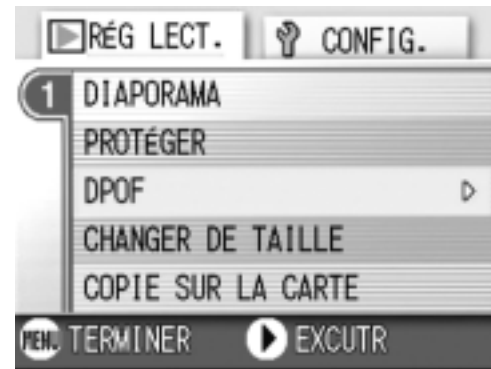 RÉG LECT. CONFIG.
1 DIAPORAMA
PROTÉGER
DPOF
CHANGER DE TAILLE
COPIE SUR LA CARTE
MENU TERMINER EXCUTR